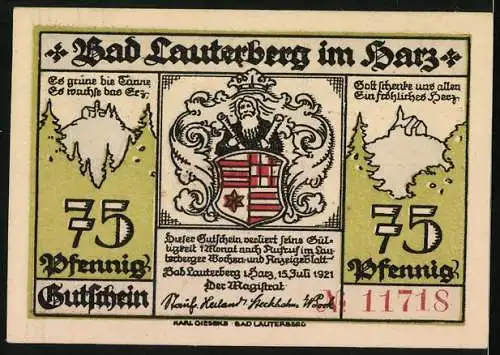 Bad Lauterberg im Harz
Es grüne die Tanne
Es wachse das Erz,
Gott schenke uns allen
Ein fröhliches Herz
75
Pfennig
Gutschein
75
Pfennig
Dieser Gutschein verliert seine Gül-
tigkeit 1 Monat nach Aufruf im Lau-
terberger Wochen- und Anzeigeblatt
Bad Lauterberg i. Harz, 15. Juli 1921
Der Magistrat
№ 11718
KARL GIESEKE · BAD LAUTERBERG